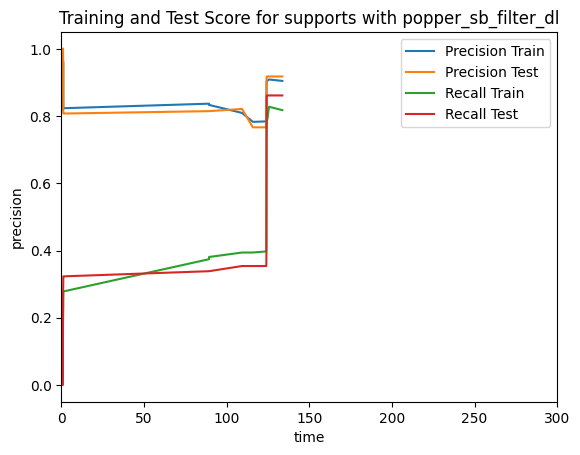 Training and Test Score for supports with popper_sb_filter_dl
1.0
0.8
0.6
0.4
0.2
0.0
precision
0
50
100
150
200
250
300
time
Precision Train
Precision Test
Recall Train
Recall Test